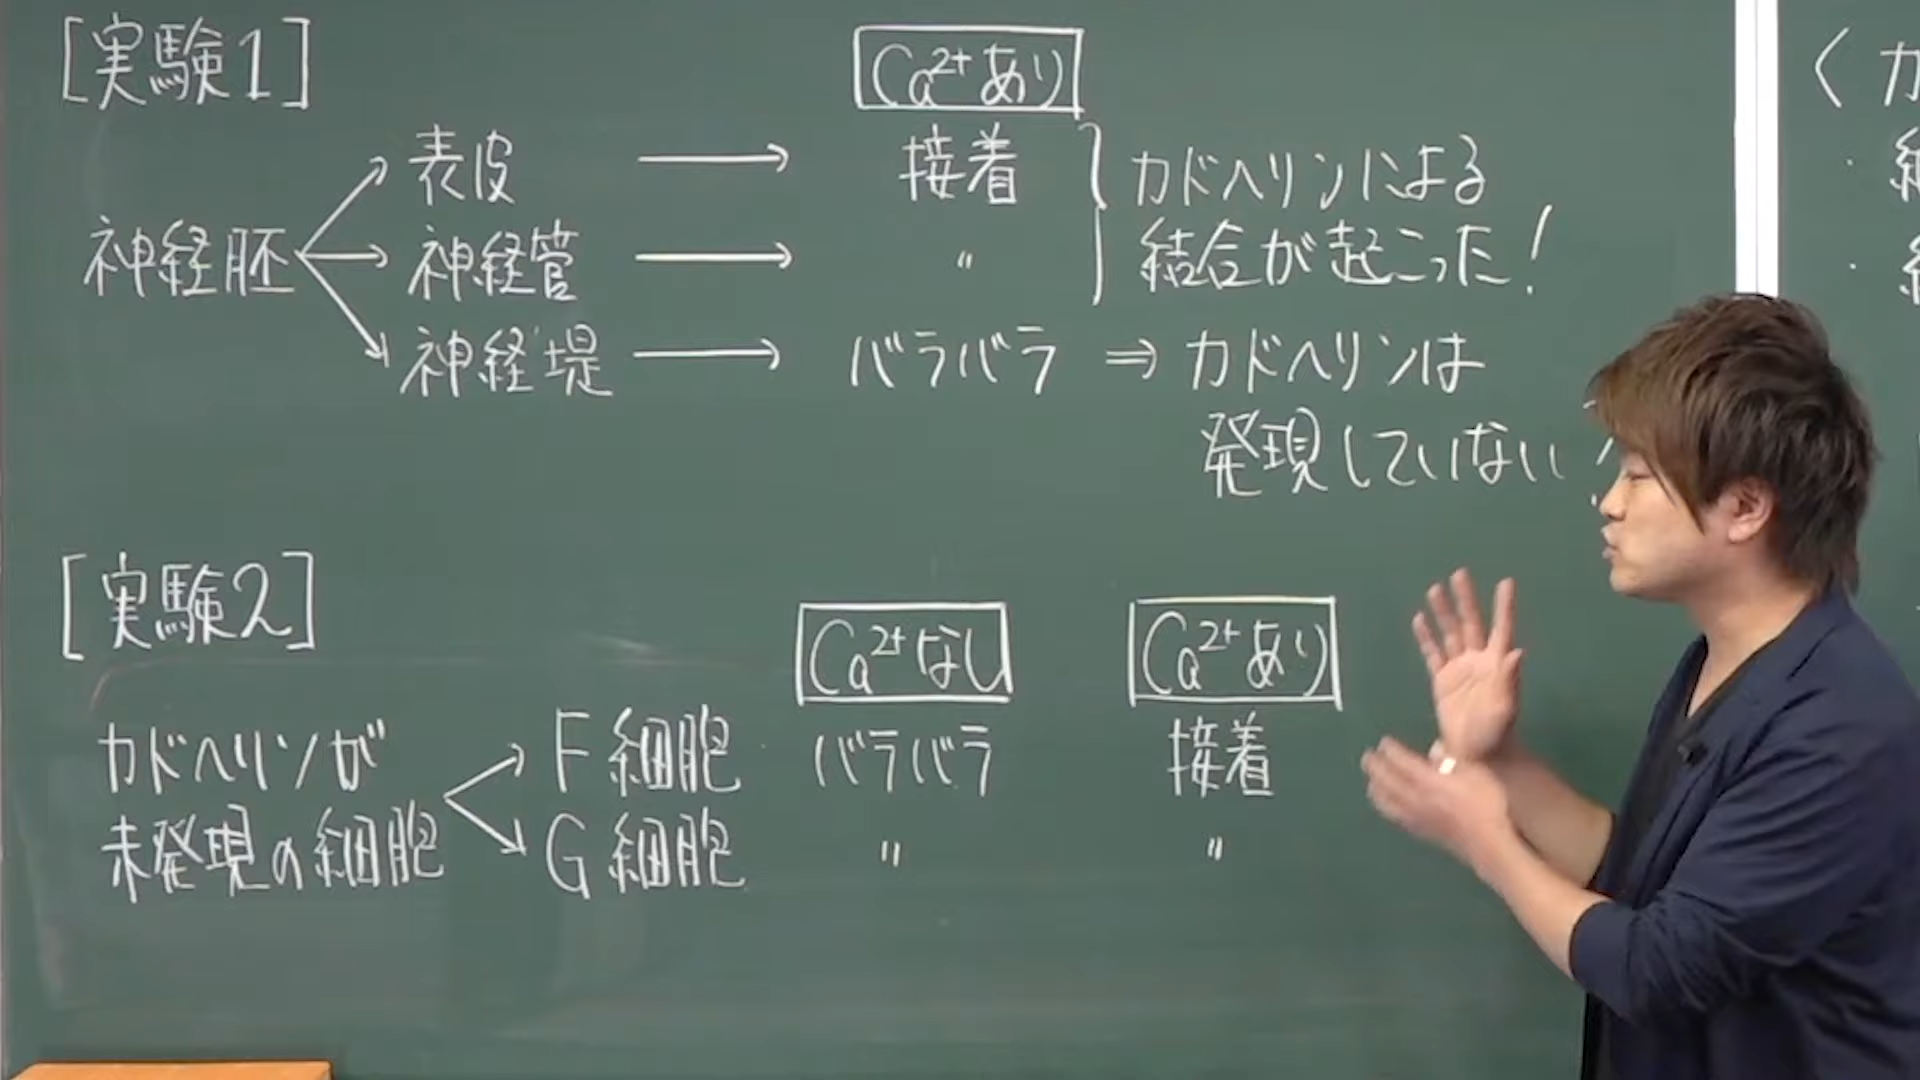 [実験1]
Ca²⁺あり
神経胚
表皮 → 接着
神経管 → 〃
カドヘリンによる
結合が起こった!
神経堤 → バラバラ ⇒ カドヘリンは
発現していない
[実験2]
Ca²⁺なし
Ca²⁺あり
カドヘリンが
未発現の細胞
F細胞 バラバラ 接着
G細胞 〃 〃
〈カ
・
・